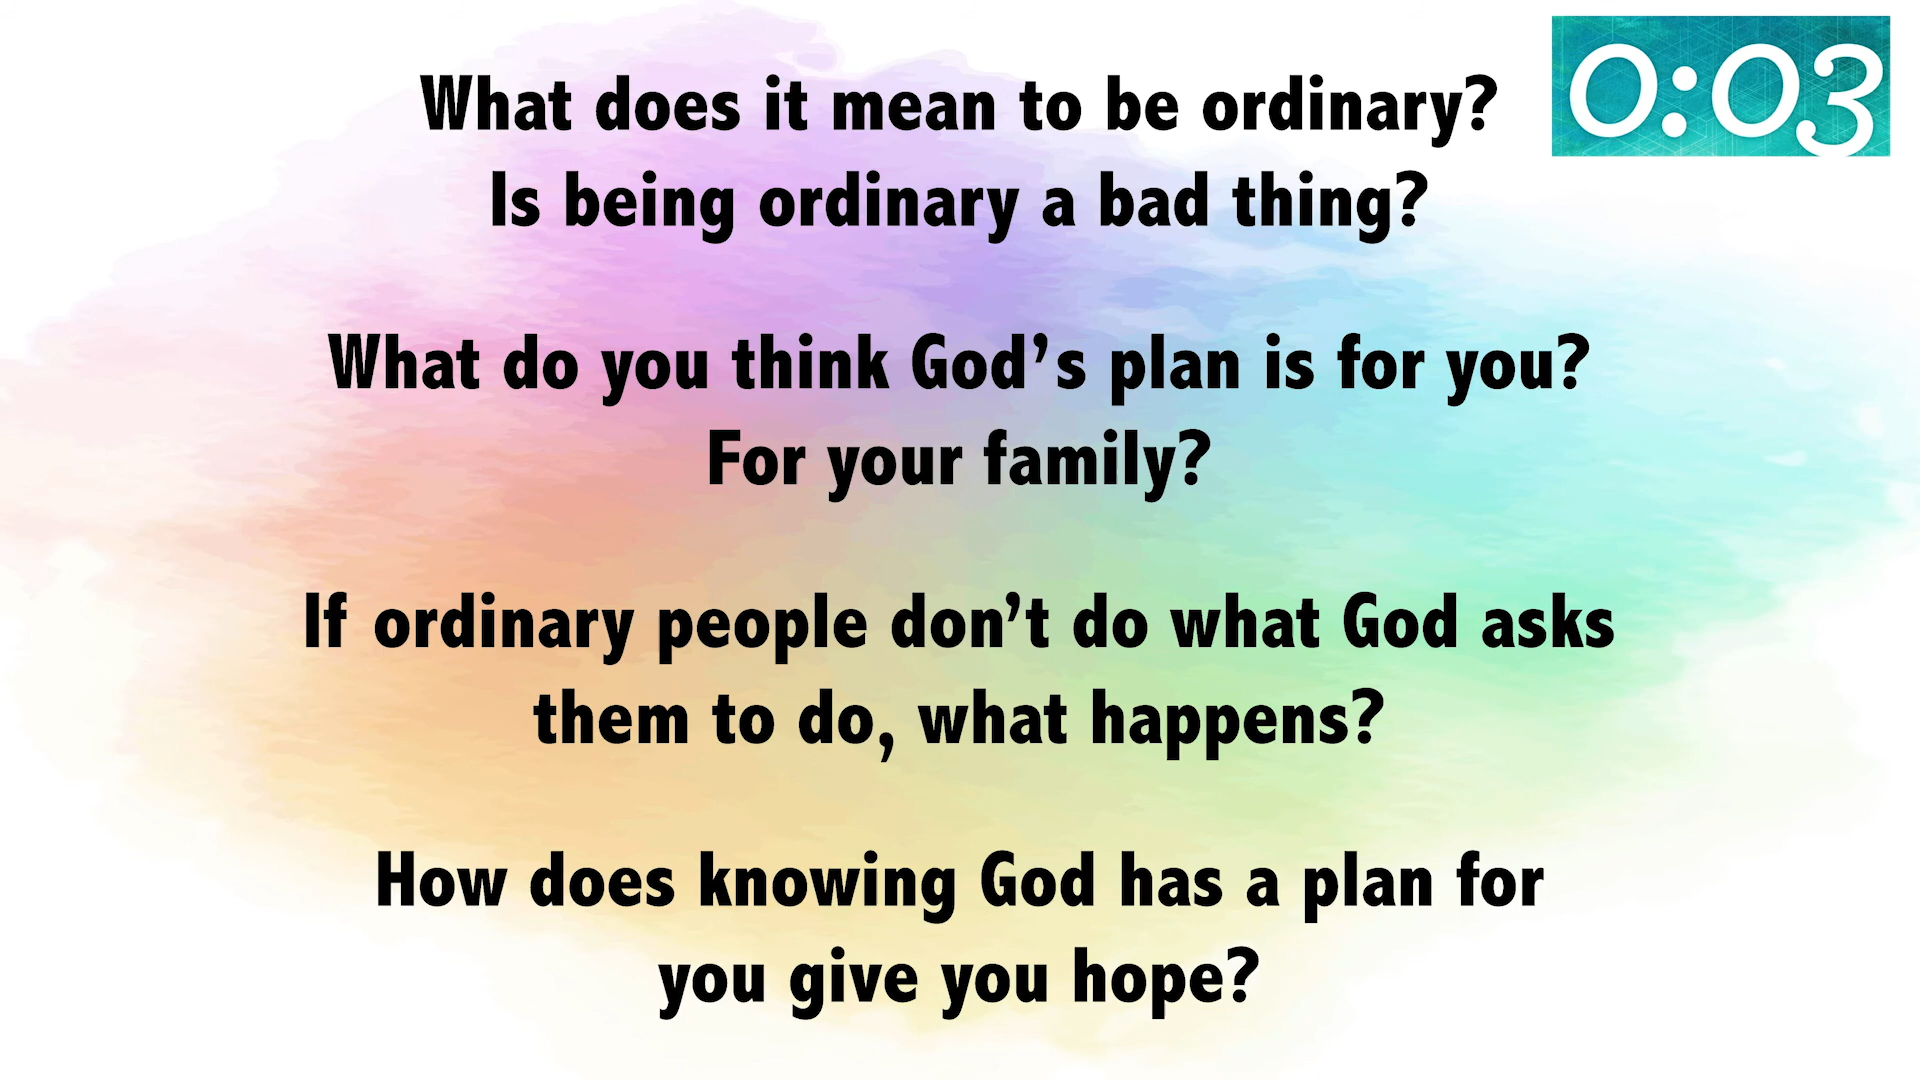 What does it mean to be ordinary?
0:03
Is being ordinary a bad thing?
What do you think God’s plan is for you?
For your family?
If ordinary people don’t do what God asks
them to do, what happens?
How does knowing God has a plan for
you give you hope?